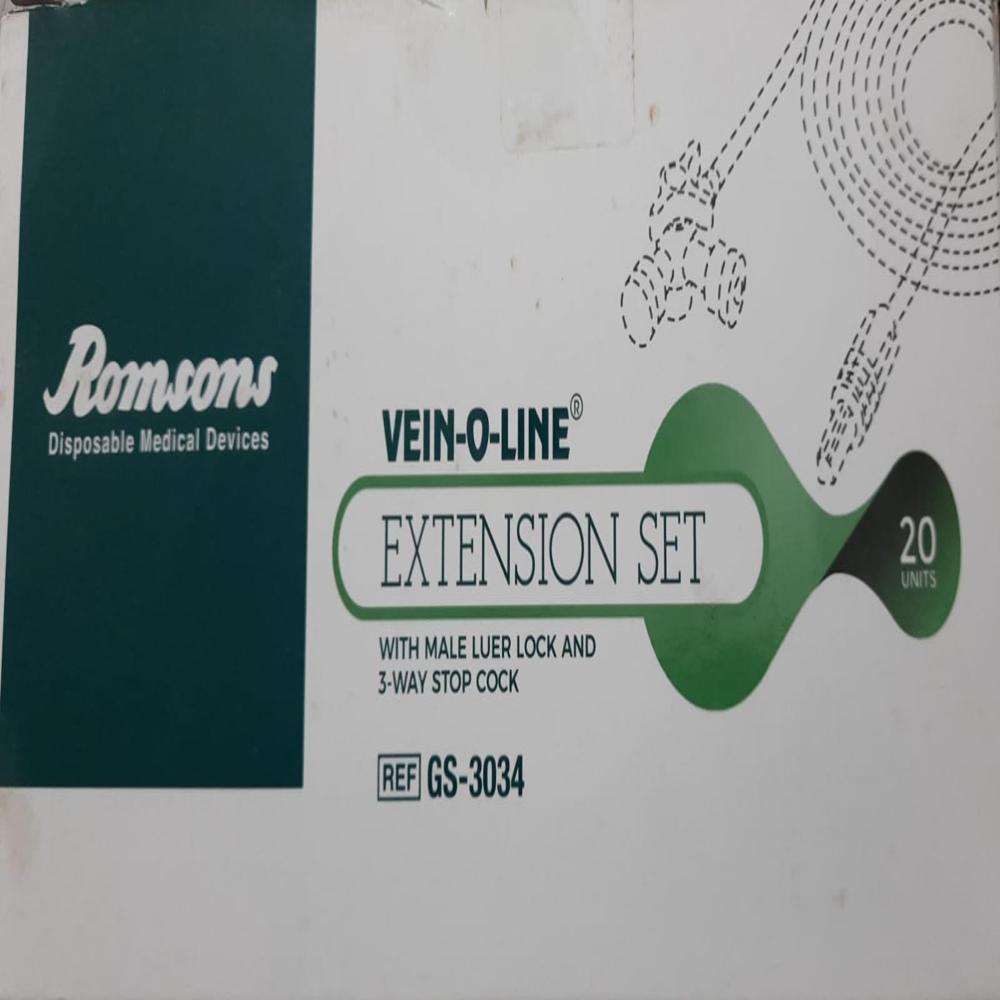 Romsons
Disposable Medical Devices
VEIN-O-LINE®
EXTENSION SET
20
UNITS
WITH MALE LUER LOCK AND
3-WAY STOP COCK
REF GS-3034